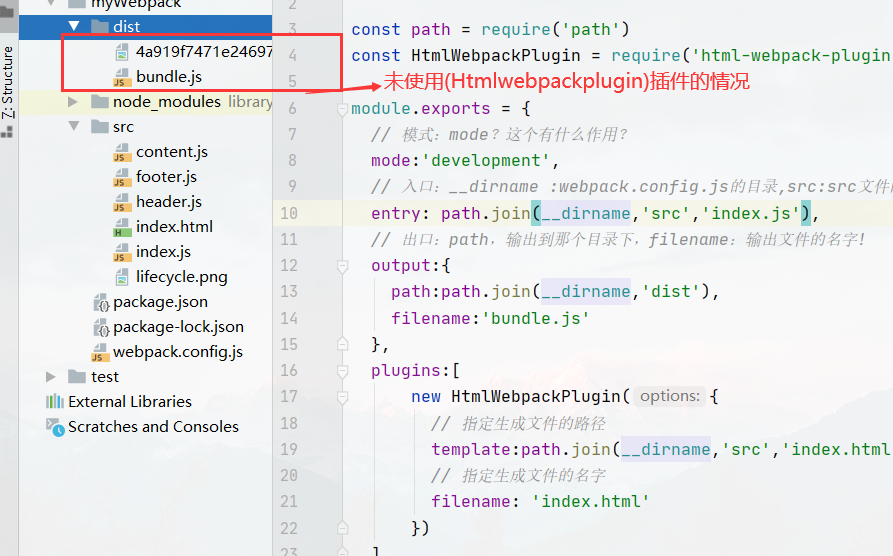 myWebpack
dist
4a919f7471e24697
bundle.js
node_modules library
src
content.js
footer.js
header.js
index.html
index.js
lifecycle.png
package.json
package-lock.json
webpack.config.js
test
External Libraries
Scratches and Consoles
Z: Structure
未使用(Htmlwebpackplugin)插件的情况
2
3 const path = require('path')
4 const HtmlWebpackPlugin = require('html-webpack-plugin
5
6 module.exports = {
7 // 模式：mode？这个有什么作用？
8 mode:'development',
9 // 入口：__dirname :webpack.config.js的目录,src:src文件
10 entry: path.join(__dirname,'src','index.js'),
11 // 出口：path，输出到那个目录下，filename：输出文件的名字!
12 output:{
13 path:path.join(__dirname,'dist'),
14 filename:'bundle.js'
15 },
16 plugins:[
17 new HtmlWebpackPlugin( options: {
18 // 指定生成文件的路径
19 template:path.join(__dirname,'src','index.html
20 // 指定生成文件的名字
21 filename: 'index.html'
22 })
23 ]